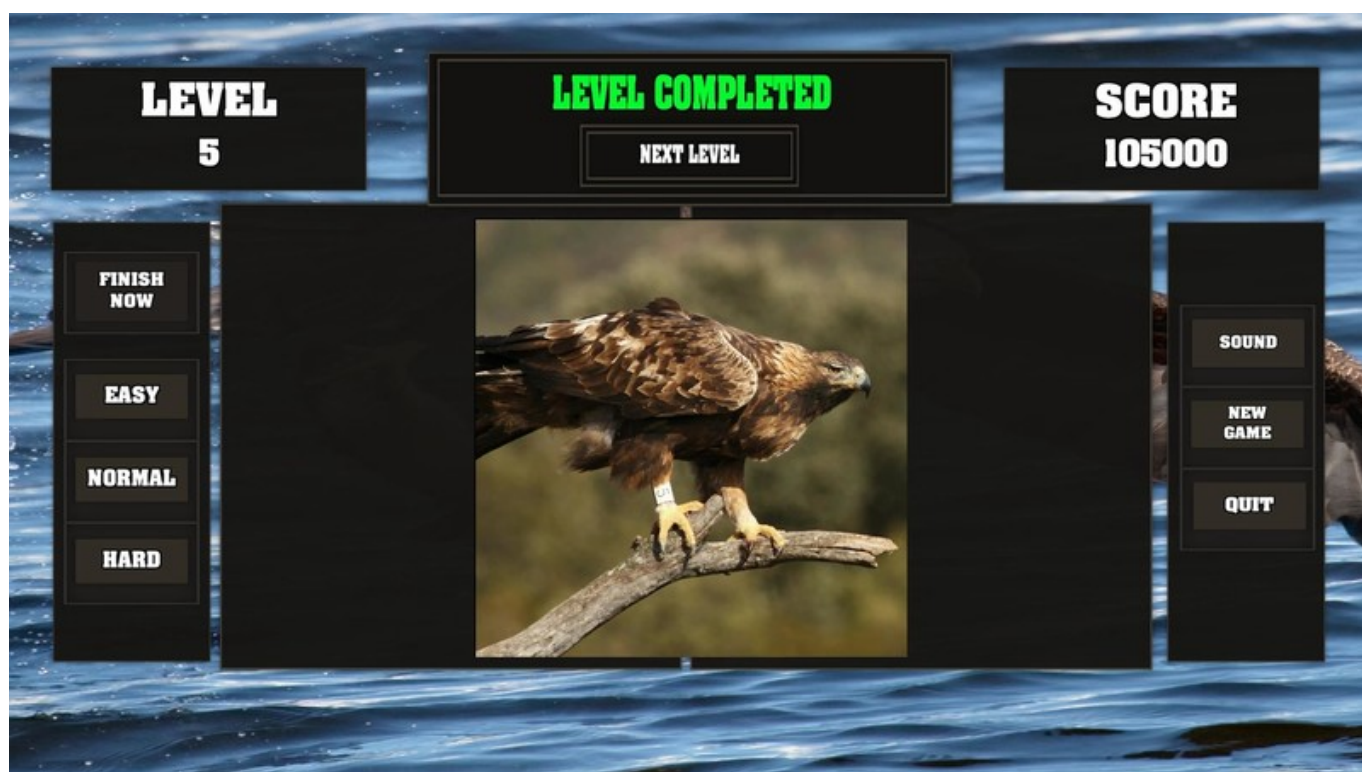 LEVEL
5
LEVEL COMPLETED
NEXT LEVEL
SCORE
105000
FINISH
NOW
EASY
NORMAL
HARD
SOUND
NEW
GAME
QUIT